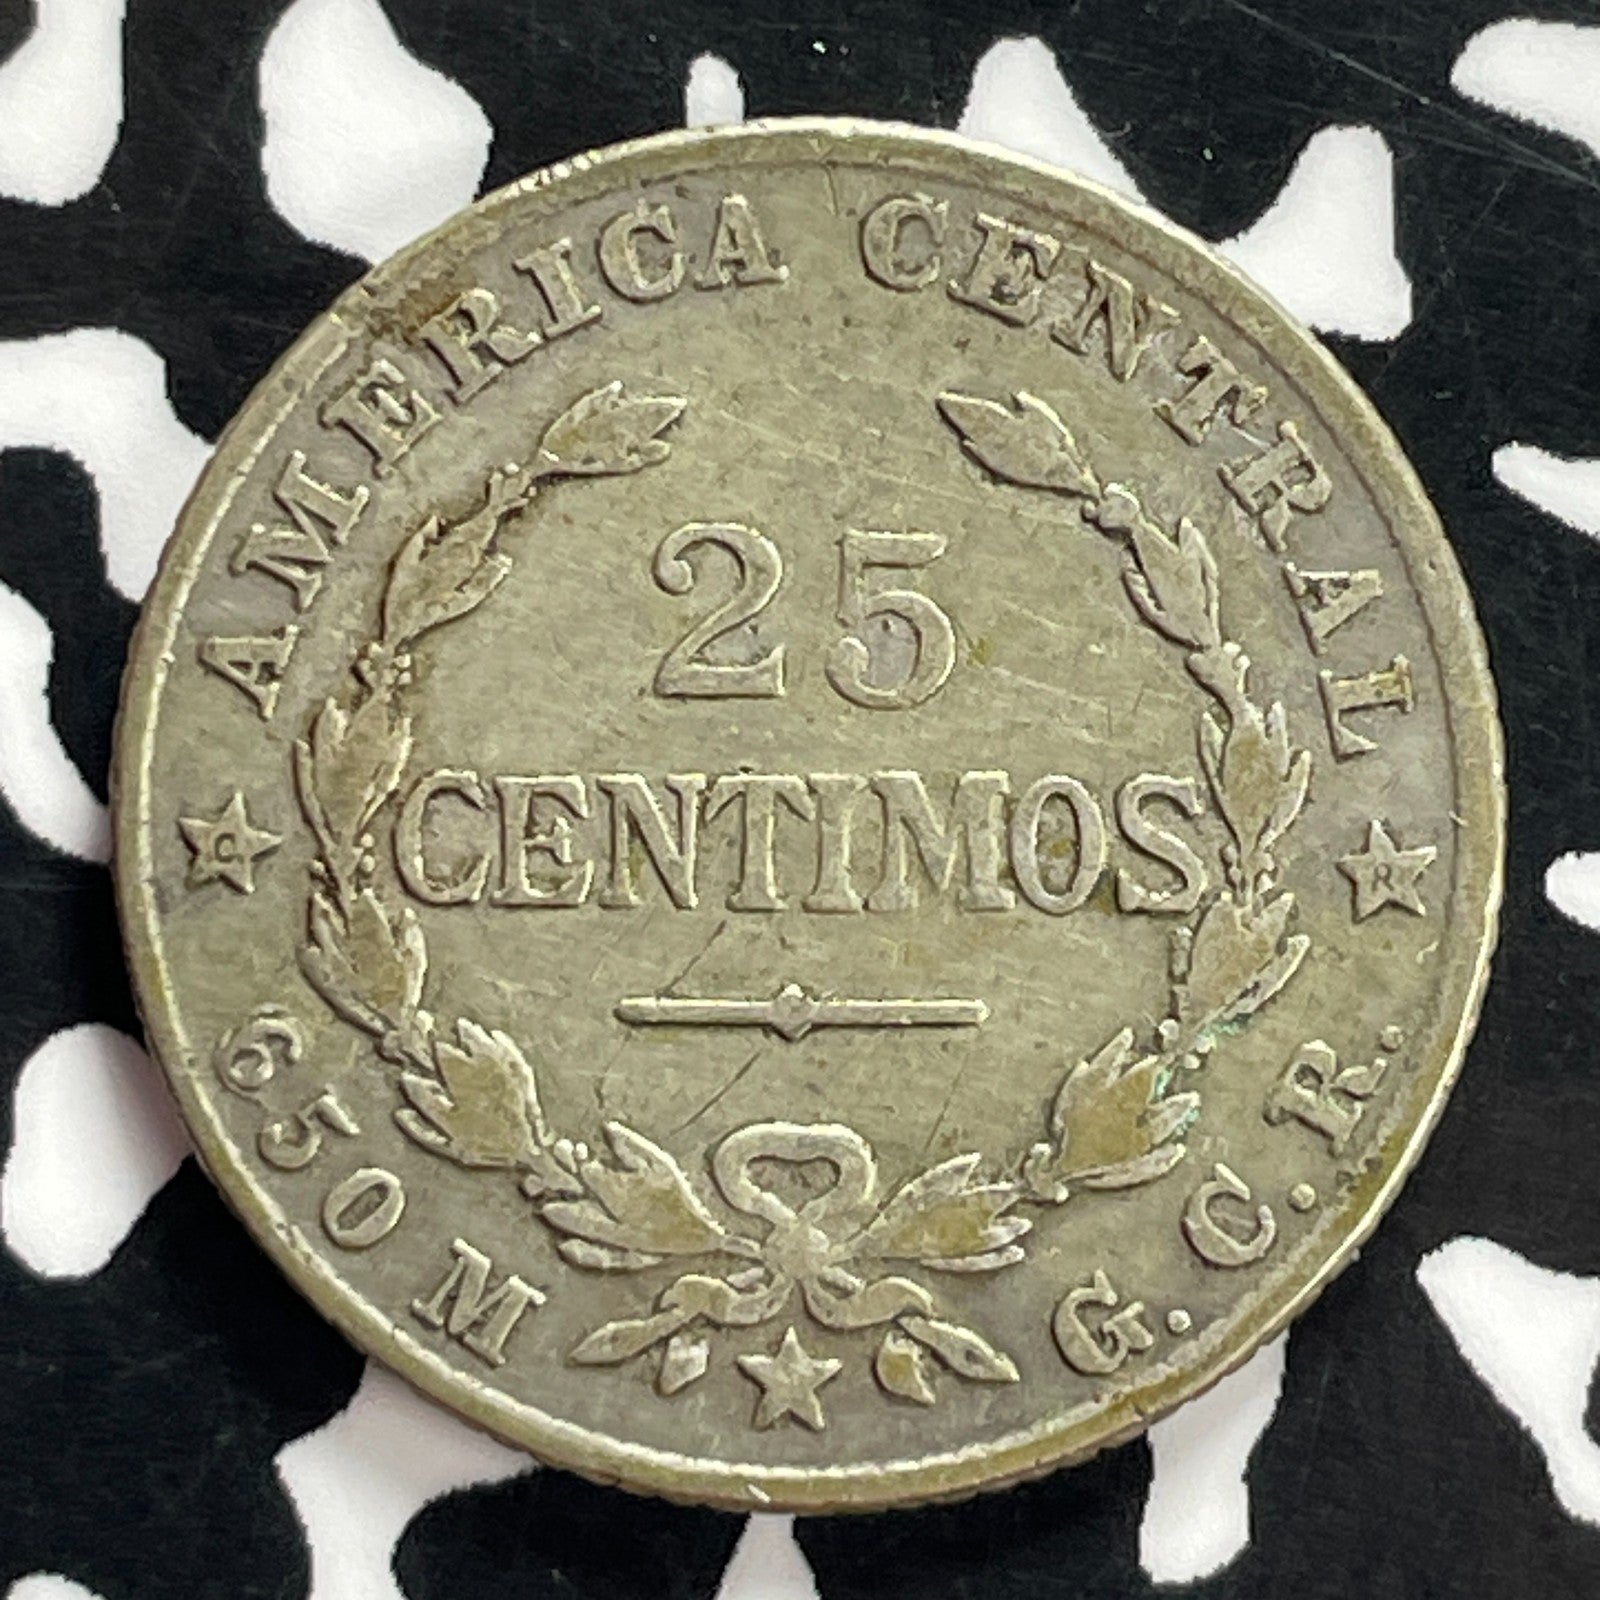 AMERICA CENTRAL
25
CENTIMOS
C R
650 M G. C. R.